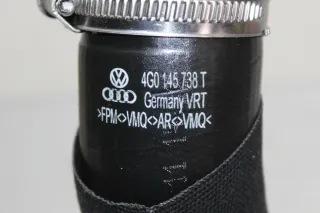 4G0 145 738 T
Germany VRT
>FPM<>VMQ<>AR<>VMQ<